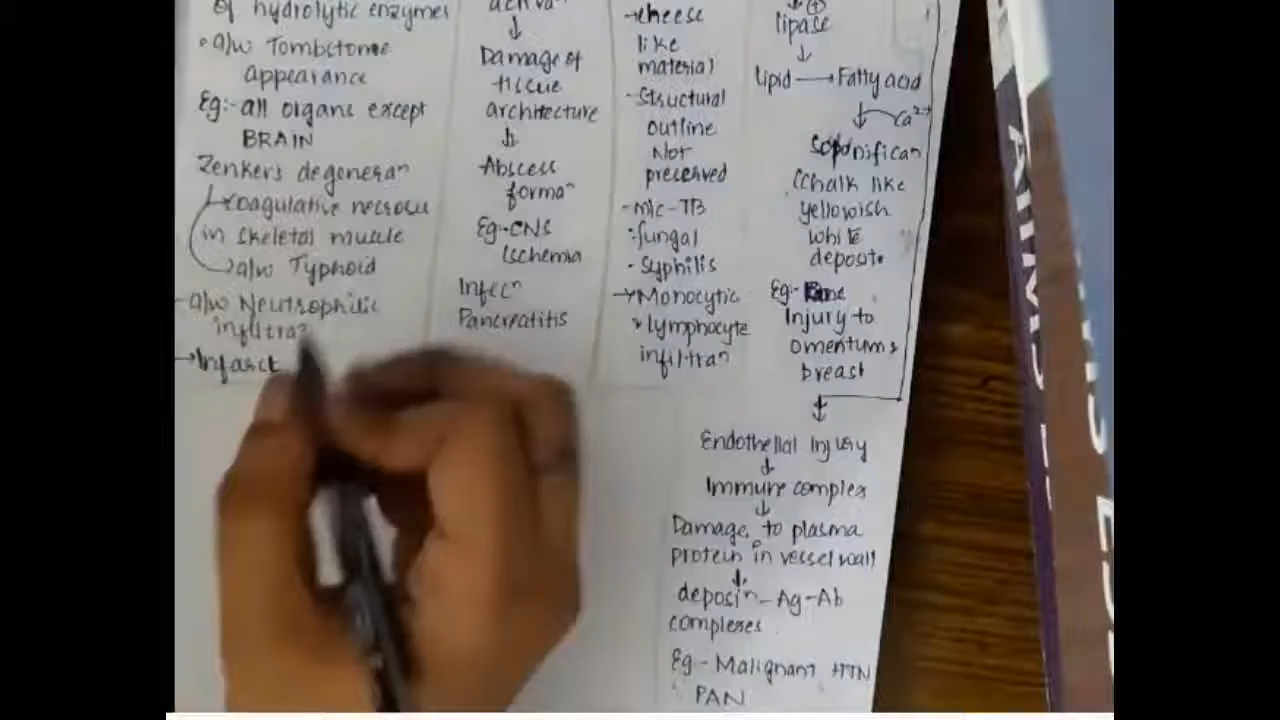 of hydrolytic enzymes
• a/w Tombstone
appearance
Eg:- all organs except
BRAIN
Zenkers degeneraⁿ
coagulative necrosis
in skeletal muscle
a/w Typhoid
- a/w Neutrophilic
infiltraⁿ
→ Infarct
↓
Damage of
tissue
architecture
↓
Abscess
formaⁿ
Eg:- CNS
Ischemia
Infecⁿ
Pancreatitis
→ cheese
like
material
- Structural
outline
Not
preserved
- M/c - TB
• fungal
• Syphilis
→ Monocytic
lymphocyte
infiltraⁿ
lipase
↓
Lipid → Fatty acid
↓ Ca²⁺
Saponificaⁿ
(Chalk like
yellowish
white
deposits
Eg:-
Injury to
omentum &
breast
↓
Endothelial Injury
↓
Immune complex
↓
Damage to plasma
protein in vessel wall
↓
deposiⁿ - Ag-Ab
complexes
Eg:- Malignant HTN
PAN
AIIMS